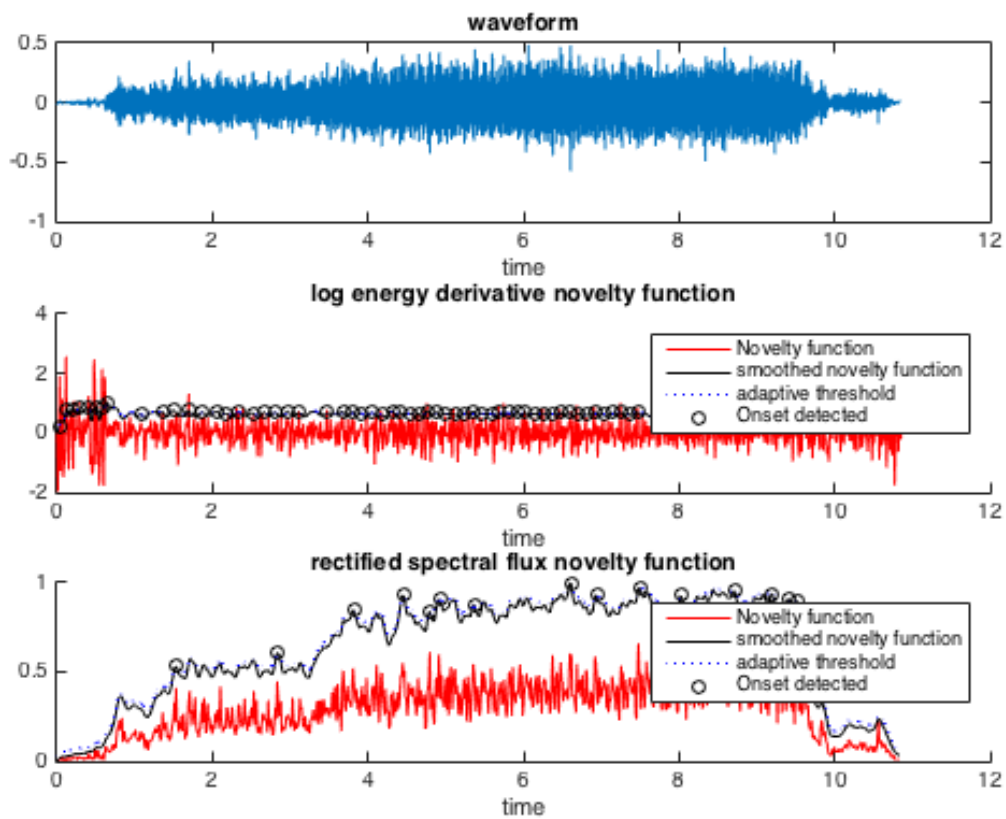 waveform
0.5
0
-0.5
-1
0 2 4 6 8 10 12
time
log energy derivative novelty function
4
2
0
-2
Novelty function
smoothed novelty function
adaptive threshold
Onset detected
0 2 4 6 8 10 12
time
rectified spectral flux novelty function
1
0.5
0
Novelty function
smoothed novelty function
adaptive threshold
Onset detected
0 2 4 6 8 10 12
time